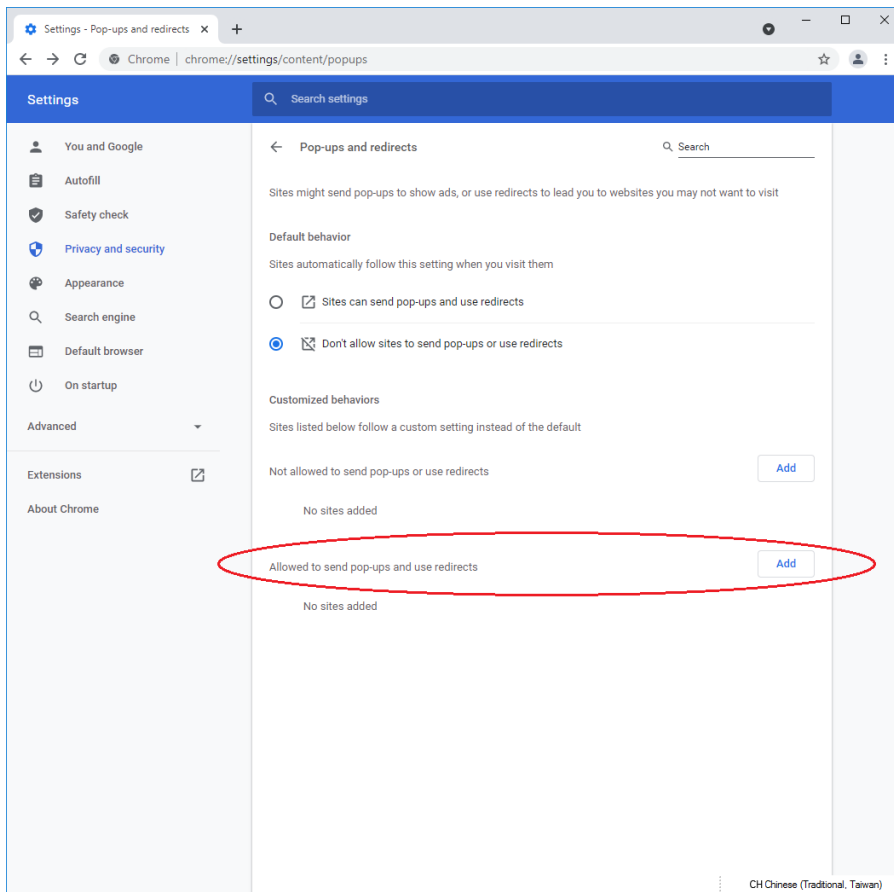 Settings - Pop-ups and redirects
Chrome | chrome://settings/content/popups
Settings
Search settings
You and Google
Autofill
Safety check
Privacy and security
Appearance
Search engine
Default browser
On startup
Advanced
Extensions
About Chrome
Pop-ups and redirects
Search
Sites might send pop-ups to show ads, or use redirects to lead you to websites you may not want to visit
Default behavior
Sites automatically follow this setting when you visit them
Sites can send pop-ups and use redirects
Don't allow sites to send pop-ups or use redirects
Customized behaviors
Sites listed below follow a custom setting instead of the default
Not allowed to send pop-ups or use redirects
Add
No sites added
Allowed to send pop-ups and use redirects
Add
No sites added
CH Chinese (Traditional, Taiwan)